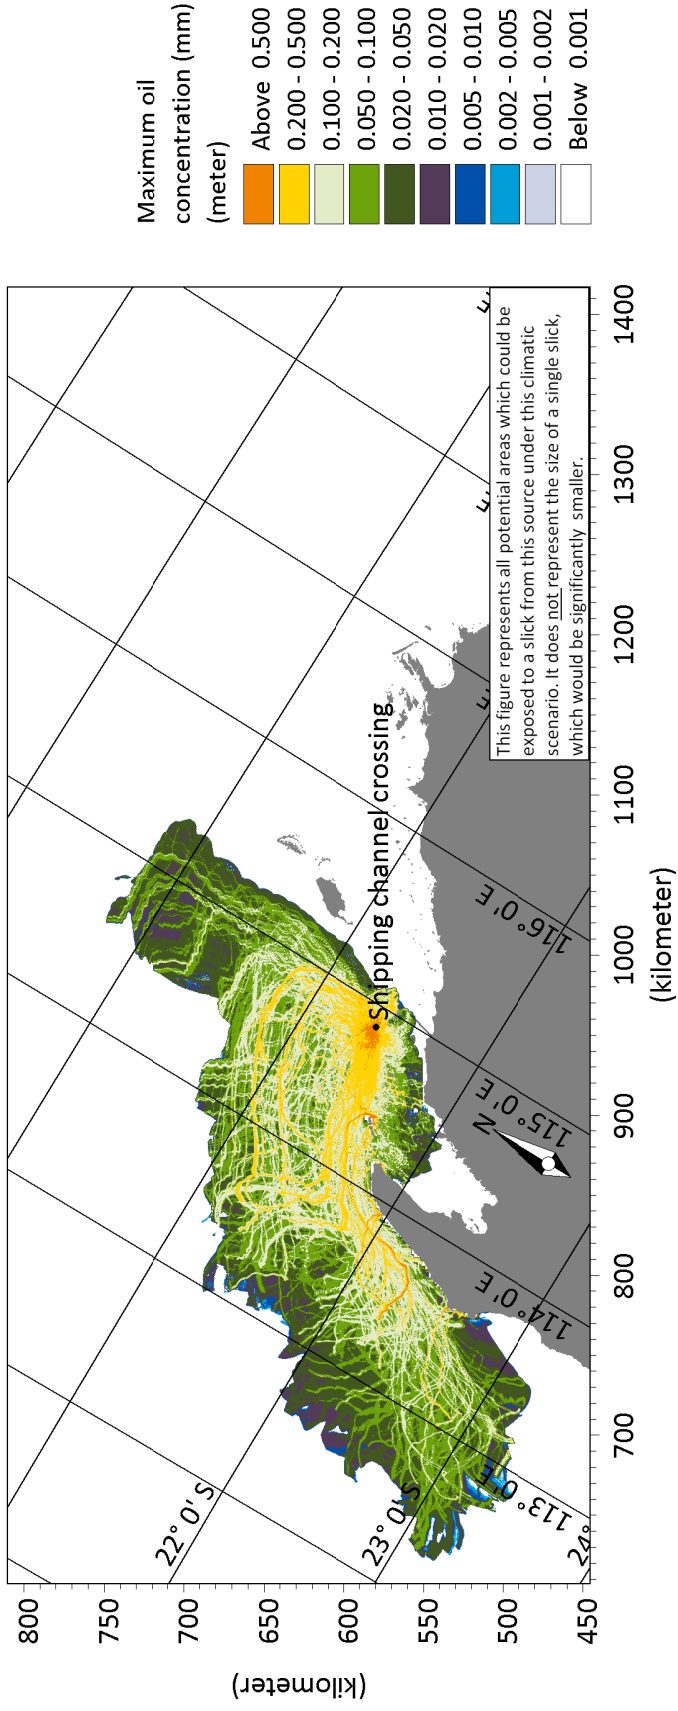 Maximum oil
concentration (mm)
(meter)
Above 0.500
0.200 - 0.500
0.100 - 0.200
0.050 - 0.100
0.020 - 0.050
0.010 - 0.020
0.005 - 0.010
0.002 - 0.005
0.001 - 0.002
Below 0.001
(kilometer)
800
750
700
650
600
550
500
450
22° 0' S
23° 0' S
24°
113° 0' E
114° 0' E
115° 0' E
116° 0' E
N
Shipping channel crossing
This figure represents all potential areas which could be
exposed to a slick from this source under this climatic
scenario. It does not represent the size of a single slick,
which would be significantly smaller.
700
800
900
1000
1100
1200
1300
1400
(kilometer)